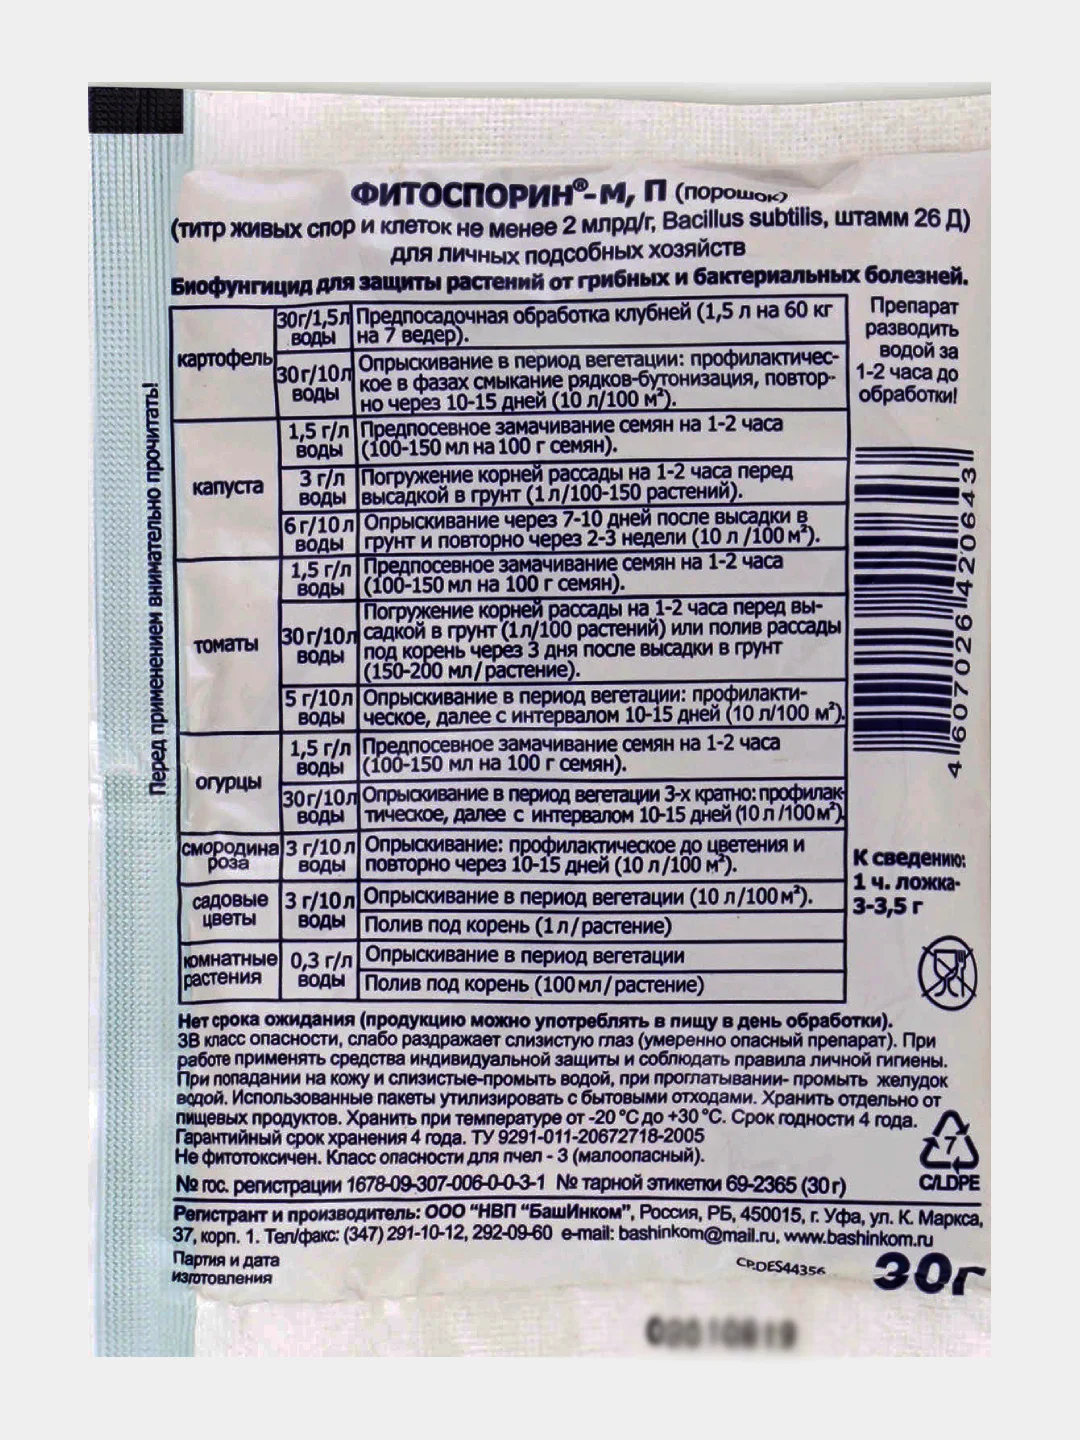 ФИТОСПОРИН®-М, П (порошок)
(титр живых спор и клеток не менее 2 млрд/г, Bacillus subtilis, штамм 26 Д)
для личных подсобных хозяйств
Биофунгицид для защиты растений от грибных и бактериальных болезней.
Перед применением внимательно прочитать!
картофель
30г/1,5л
воды
Предпосадочная обработка клубней (1,5 л на 60 кг
на 7 ведер).
30г/10л
воды
Опрыскивание в период вегетации: профилактичес-
кое в фазах смыкание рядков-бутонизация, повтор-
но через 10-15 дней (10 л/100 м²).
капуста
1,5 г/л
воды
Предпосевное замачивание семян на 1-2 часа
(100-150 мл на 100 г семян).
3 г/л
воды
Погружение корней рассады на 1-2 часа перед
высадкой в грунт (1л/100-150 растений).
6г/10л
воды
Опрыскивание через 7-10 дней после высадки в
грунт и повторно через 2-3 недели (10 л /100м²).
томаты
1,5 г/л
воды
Предпосевное замачивание семян на 1-2 часа
(100-150 мл на 100 г семян).
30г/10л
воды
Погружение корней рассады на 1-2 часа перед вы-
садкой в грунт (1л/100 растений) или полив рассады
под корень через 3 дня после высадки в грунт
(150-200 мл/растение).
5 г/10л
воды
Опрыскивание в период вегетации: профилакти-
ческое, далее с интервалом 10-15 дней (10 л/100 м²).
огурцы
1,5 г/л
воды
Предпосевное замачивание семян на 1-2 часа
(100-150 мл на 100 г семян).
30г/10л
воды
Опрыскивание в период вегетации 3-х кратно: профилак-
тическое, далее с интервалом 10-15 дней (10 л /100м²)
смородина
роза
3 г/10л
воды
Опрыскивание: профилактическое до цветения и
повторно через 10-15 дней (10 л/100 м²).
садовые
цветы
3 г/10л
воды
Опрыскивание в период вегетации (10 л/100м²).
Полив под корень (1л/растение)
комнатные
растения
0,3 г/л
воды
Опрыскивание в период вегетации
Полив под корень (100мл/растение)
Препарат
разводить
водой за
1-2 часа до
обработки!
4 607026 420643
К сведению:
1 ч. ложка-
3-3,5 г
Нет срока ожидания (продукцию можно употреблять в пищу в день обработки).
3В класс опасности, слабо раздражает слизистую глаз (умеренно опасный препарат). При
работе применять средства индивидуальной защиты и соблюдать правила личной гигиены.
При попадании на кожу и слизистые-промыть водой, при проглатывании- промыть желудок
водой. Использованные пакеты утилизировать с бытовыми отходами. Хранить отдельно от
пищевых продуктов. Хранить при температуре от -20 °С до +30 °С. Срок годности 4 года.
Гарантийный срок хранения 4 года. ТУ 9291-011-20672718-2005
Не фитотоксичен. Класс опасности для пчел - 3 (малоопасный).
7
C/LDPE
№ гос. регистрации 1678-09-307-006-0-0-3-1 № тарной этикетки 69-2365 (30 г)
Регистрант и производитель: ООО "НВП "БашИнком", Россия, РБ, 450015, г. Уфа, ул. К. Маркса,
37, корп. 1. Тел/факс: (347) 291-10-12, 292-09-60 e-mail: bashinkom@mail.ru, www.bashinkom.ru
Партия и дата
изготовления
CP.DES44356
30г